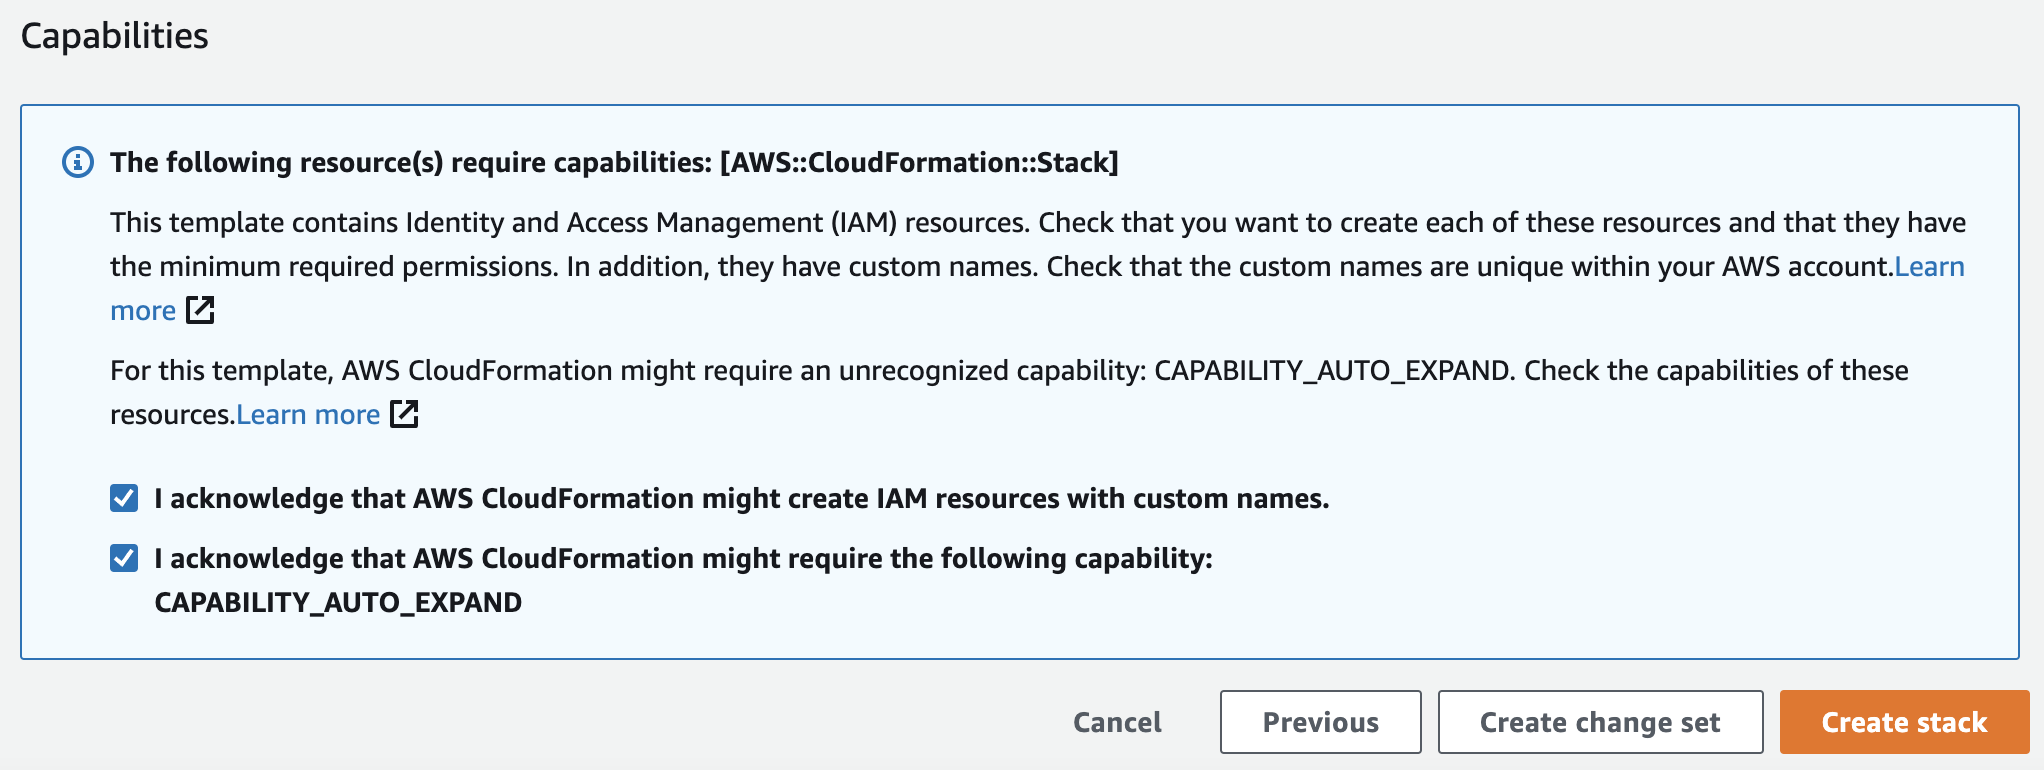 Capabilities
The following resource(s) require capabilities: [AWS::CloudFormation::Stack]
This template contains Identity and Access Management (IAM) resources. Check that you want to create each of these resources and that they have
the minimum required permissions. In addition, they have custom names. Check that the custom names are unique within your AWS account.Learn
more
For this template, AWS CloudFormation might require an unrecognized capability: CAPABILITY_AUTO_EXPAND. Check the capabilities of these
resources.Learn more
I acknowledge that AWS CloudFormation might create IAM resources with custom names.
I acknowledge that AWS CloudFormation might require the following capability:
CAPABILITY_AUTO_EXPAND
Cancel Previous Create change set Create stack